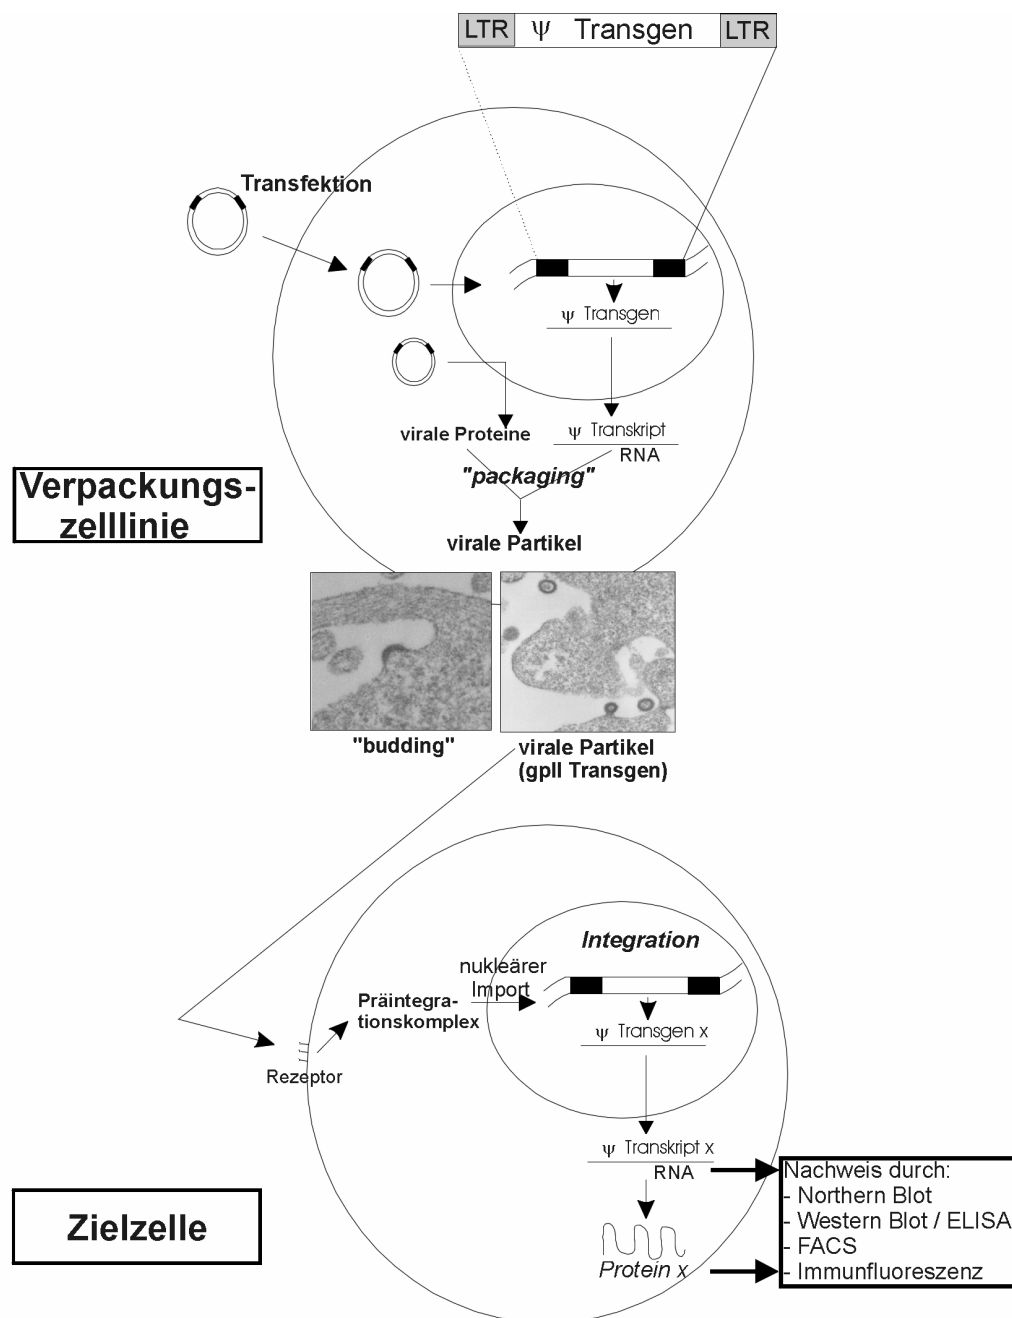 LTR ψ Transgen LTR
Transfektion
ψ Transgen
virale Proteine
ψ Transkript
RNA
"packaging"
Verpackungs-
zelllinie
virale Partikel
"budding"
virale Partikel
(gpII Transgen)
Integration
nukleärer
Import
Präintegra-
tionskomplex
ψ Transgen x
Rezeptor
ψ Transkript x
RNA
Nachweis durch:
- Northern Blot
- Western Blot / ELISA
- FACS
- Immunfluoreszenz
Zielzelle
Protein x